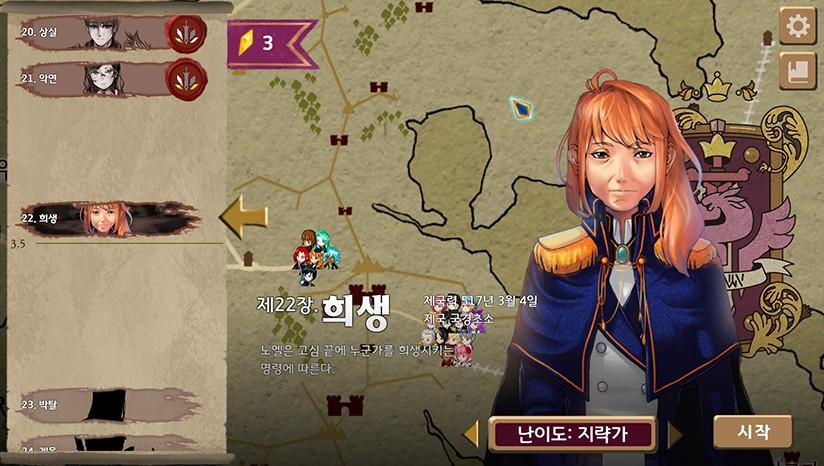 20. 상실
3
21. 악연
22. 희생
3.5
제22장. 희생
제국력 517년 3월 4일
제국 국경초소
노엘은 고심 끝에 누군가를 희생시키는
명령에 따른다.
23. 박탈
난이도: 지략가
시작